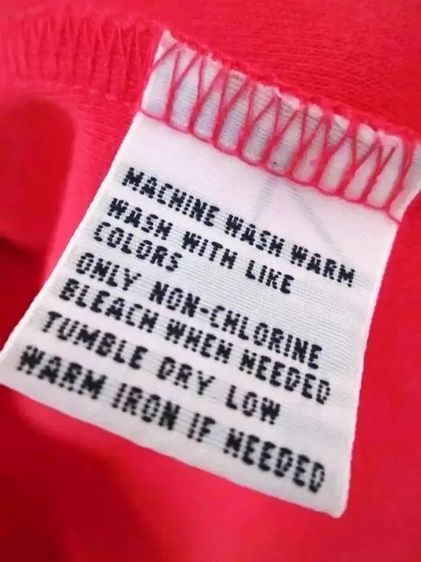 MACHINE WASH WARM
WASH WITH LIKE
COLORS
ONLY NON-CHLORINE
BLEACH WHEN NEEDED
TUMBLE DRY LOW
WARM IRON IF NEEDED